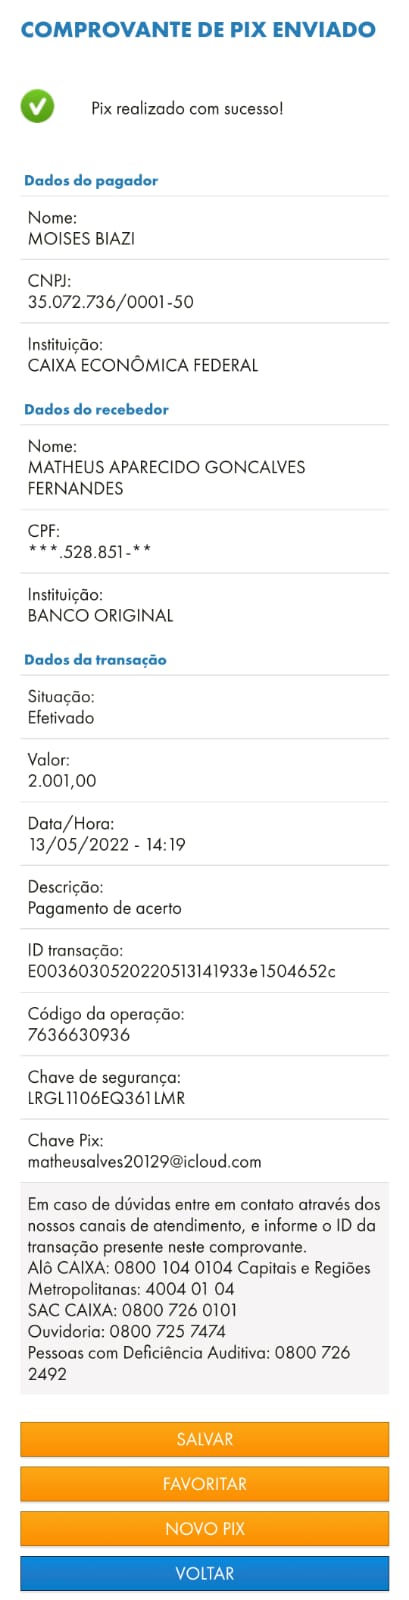 COMPROVANTE DE PIX ENVIADO
Pix realizado com sucesso!
Dados do pagador
Nome:
MOISES BIAZI
CNPJ:
35.072.736/0001-50
Instituição:
CAIXA ECONÔMICA FEDERAL
Dados do recebedor
Nome:
MATHEUS APARECIDO GONCALVES
FERNANDES
CPF:
***.528.851-**
Instituição:
BANCO ORIGINAL
Dados da transação
Situação:
Efetivado
Valor:
2.001,00
Data/Hora:
13/05/2022 - 14:19
Descrição:
Pagamento de acerto
ID transação:
E0036030520220513141933e1504652c
Código da operação:
7636630936
Chave de segurança:
LRGL1106EQ361LMR
Chave Pix:
matheusalves20129@icloud.com
Em caso de dúvidas entre em contato através dos
nossos canais de atendimento, e informe o ID da
transação presente neste comprovante.
Alô CAIXA: 0800 104 0104 Capitais e Regiões
Metropolitanas: 4004 01 04
SAC CAIXA: 0800 726 0101
Ouvidoria: 0800 725 7474
Pessoas com Deficiência Auditiva: 0800 726
2492
SALVAR
FAVORITAR
NOVO PIX
VOLTAR